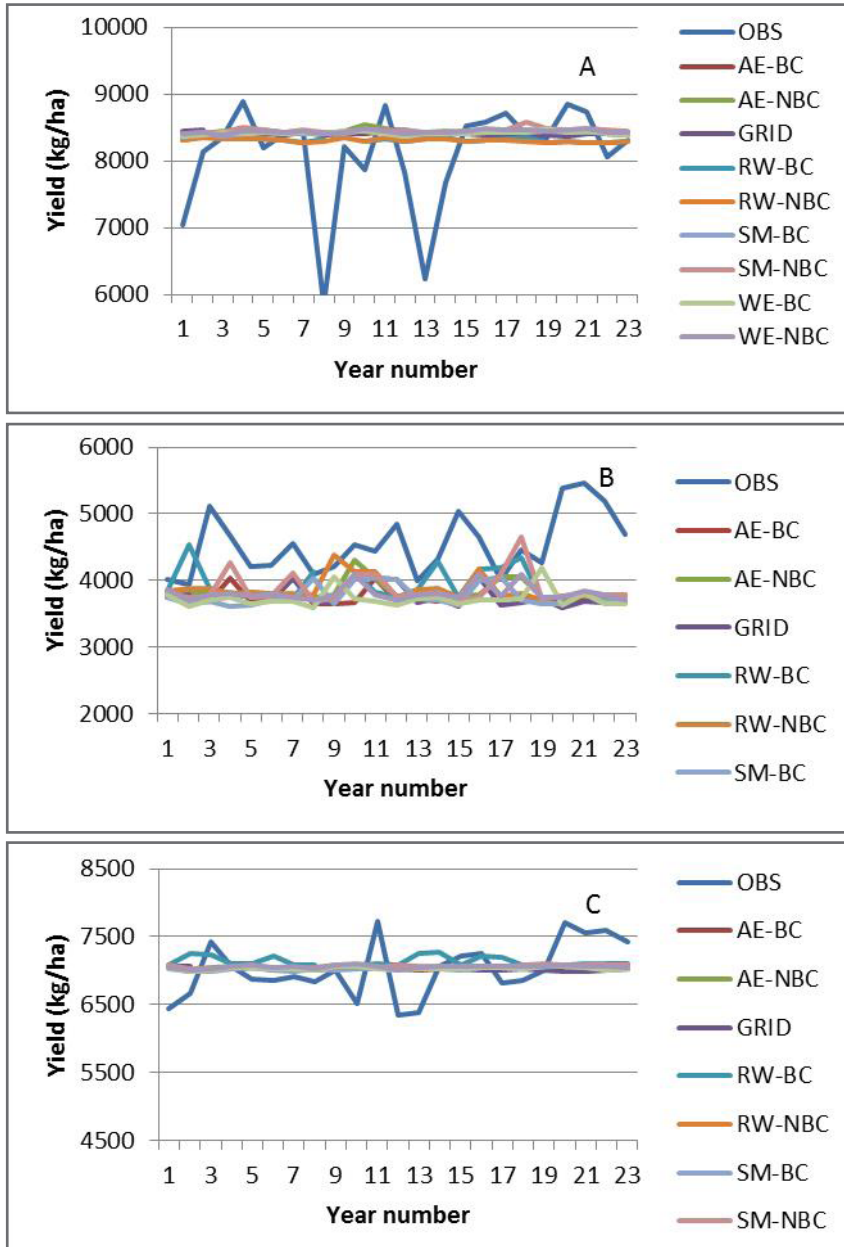 10000
9000
8000
7000
6000
Yield (kg/ha)
A
1 3 5 7 9 11 13 15 17 19 21 23
Year number
OBS
AE-BC
AE-NBC
GRID
RW-BC
RW-NBC
SM-BC
SM-NBC
WE-BC
WE-NBC
6000
5000
4000
3000
2000
Yield (kg/ha)
B
1 3 5 7 9 11 13 15 17 19 21 23
Year number
OBS
AE-BC
AE-NBC
GRID
RW-BC
RW-NBC
SM-BC
8500
7500
6500
5500
4500
Yield (kg/ha)
C
1 3 5 7 9 11 13 15 17 19 21 23
Year number
OBS
AE-BC
AE-NBC
GRID
RW-BC
RW-NBC
SM-BC
SM-NBC